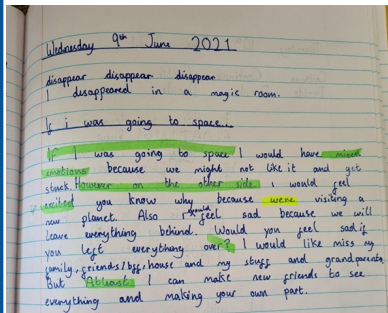 Wednesday 9th June 2021
disappear disappear disappear
I disappeared in a magic room.
If i was going to space...
If I was going to space I would have mixed
emotions because we might not like it and get
stuck. However on the other side, i would feel
excited you know why because were visiting a
new planet. Also I would feel sad because we will
leave everything behind. Would you feel sad if
you left everything over? I would like miss my
family, friends/bff, house and my stuff and grandparents.
But Atleast I can make new friends to see
everything and making your own part.